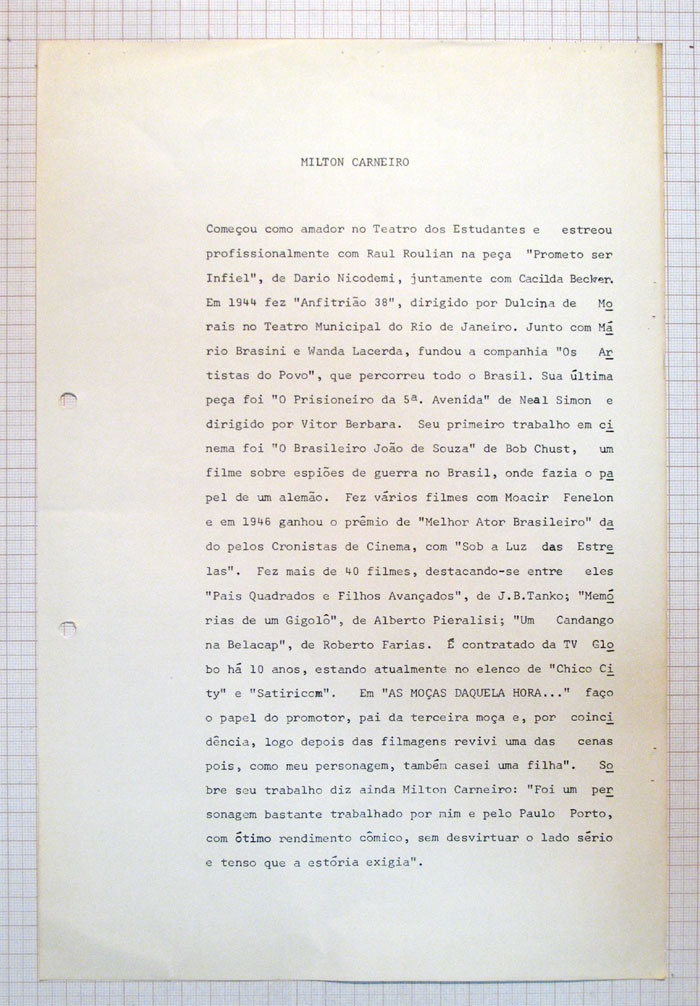 MILTON CARNEIRO
Começou como amador no Teatro dos Estudantes e estreou
profissionalmente com Raul Roulian na peça "Prometo ser
Infiel", de Dario Nicodemi, juntamente com Cacilda Becker.
Em 1944 fez "Anfitrião 38", dirigido por Dulcina de Mo
rais no Teatro Municipal do Rio de Janeiro. Junto com Má
rio Brasini e Wanda Lacerda, fundou a companhia "Os Ar
tistas do Povo", que percorreu todo o Brasil. Sua última
peça foi "O Prisioneiro da 5ª. Avenida" de Neal Simon e
dirigido por Vitor Berbara. Seu primeiro trabalho em ci
nema foi "O Brasileiro João de Souza" de Bob Chust, um
filme sobre espiões de guerra no Brasil, onde fazia o pa
pel de um alemão. Fez vários filmes com Moacir Fenelon
e em 1946 ganhou o prêmio de "Melhor Ator Brasileiro" da
do pelos Cronistas de Cinema, com "Sob a Luz das Estre
las". Fez mais de 40 filmes, destacando-se entre eles
"Pais Quadrados e Filhos Avançados", de J.B.Tanko; "Memó
rias de um Gigolô", de Alberto Pieralisi; "Um Candango
na Belacap", de Roberto Farias. É contratado da TV Glo
bo há 10 anos, estando atualmente no elenco de "Chico Ci
ty" e "Satiricom". Em "AS MOÇAS DAQUELA HORA..." faço
o papel do promotor, pai da terceira moça e, por coinci
dência, logo depois das filmagens revivi uma das cenas
pois, como meu personagem, também casei uma filha". So
bre seu trabalho diz ainda Milton Carneiro: "Foi um per
sonagem bastante trabalhado por mim e pelo Paulo Porto,
com ótimo rendimento cômico, sem desvirtuar o lado sério
e tenso que a estória exigia".